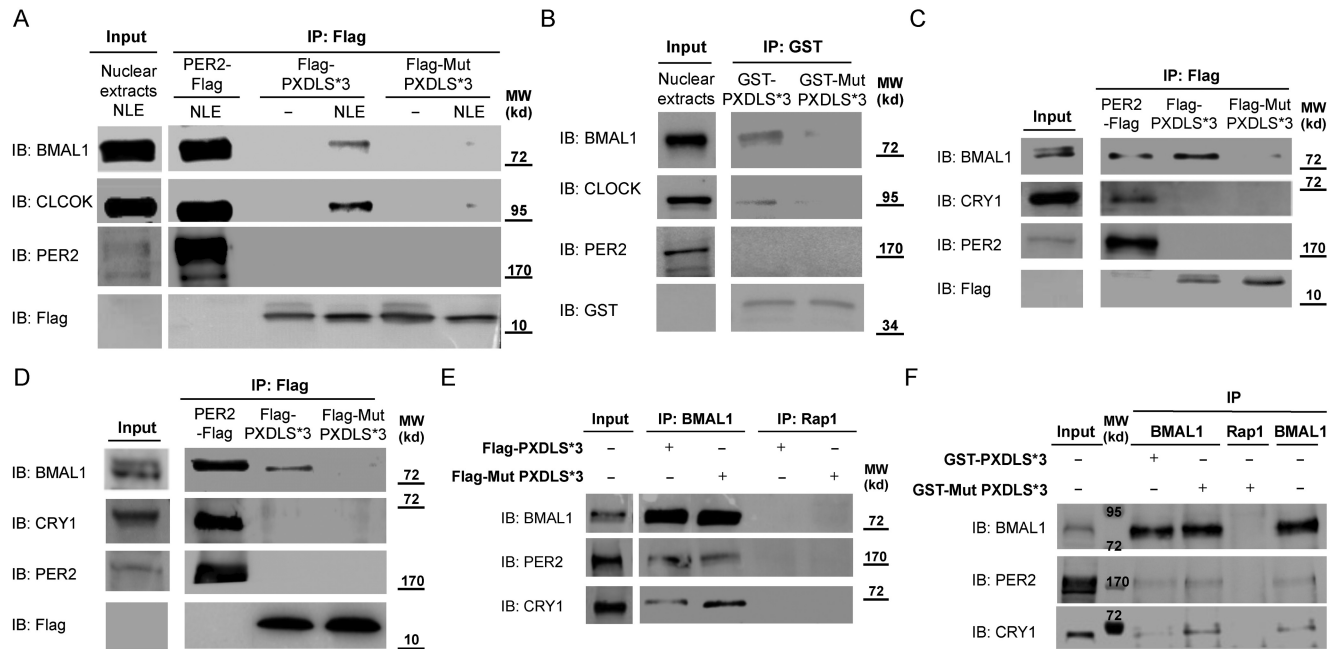 A
Input
IP: Flag
Nuclear
extracts
NLE
PER2-
Flag
NLE
Flag-
PXDLS*3
– NLE
Flag-Mut
PXDLS*3
– NLE
MW
(kd)
IB: BMAL1
72
IB: CLCOK
95
IB: PER2
170
IB: Flag
10
B
Input
IP: GST
Nuclear
extracts
GST-
PXDLS*3
GST-Mut
PXDLS*3
MW
(kd)
IB: BMAL1
72
IB: CLOCK
95
IB: PER2
170
IB: GST
34
C
IP: Flag
Input
PER2
-Flag
Flag-
PXDLS*3
Flag-Mut
PXDLS*3
MW
(kd)
IB: BMAL1
72
72
IB: CRY1
IB: PER2
170
IB: Flag
10
D
IP: Flag
Input
PER2
-Flag
Flag-
PXDLS*3
Flag-Mut
PXDLS*3
MW
(kd)
IB: BMAL1
72
72
IB: CRY1
IB: PER2
170
IB: Flag
10
E
Input IP: BMAL1 IP: Rap1
Flag-PXDLS*3 – + – + –
Flag-Mut PXDLS*3 – – + – +
MW
(kd)
IB: BMAL1
72
IB: PER2
170
IB: CRY1
72
F
IP
Input MW
(kd) BMAL1 Rap1 BMAL1
GST-PXDLS*3 – + – – –
GST-Mut PXDLS*3 – – + + –
95
IB: BMAL1
72
IB: PER2 170
72
IB: CRY1